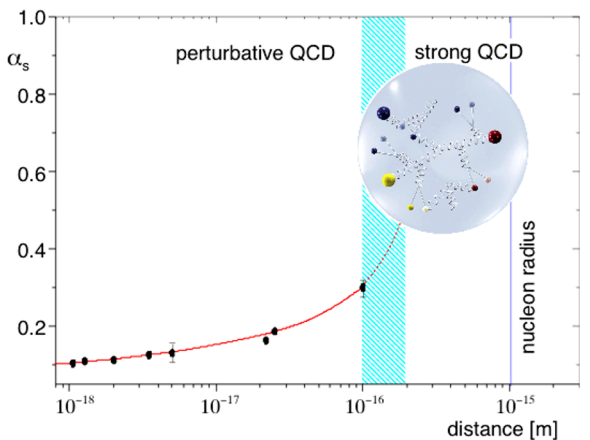 1.0
perturbative QCD
strong QCD
αs
0.8
0.6
0.4
nucleon radius
0.2
10⁻¹⁸
10⁻¹⁷
10⁻¹⁶
10⁻¹⁵
distance [m]